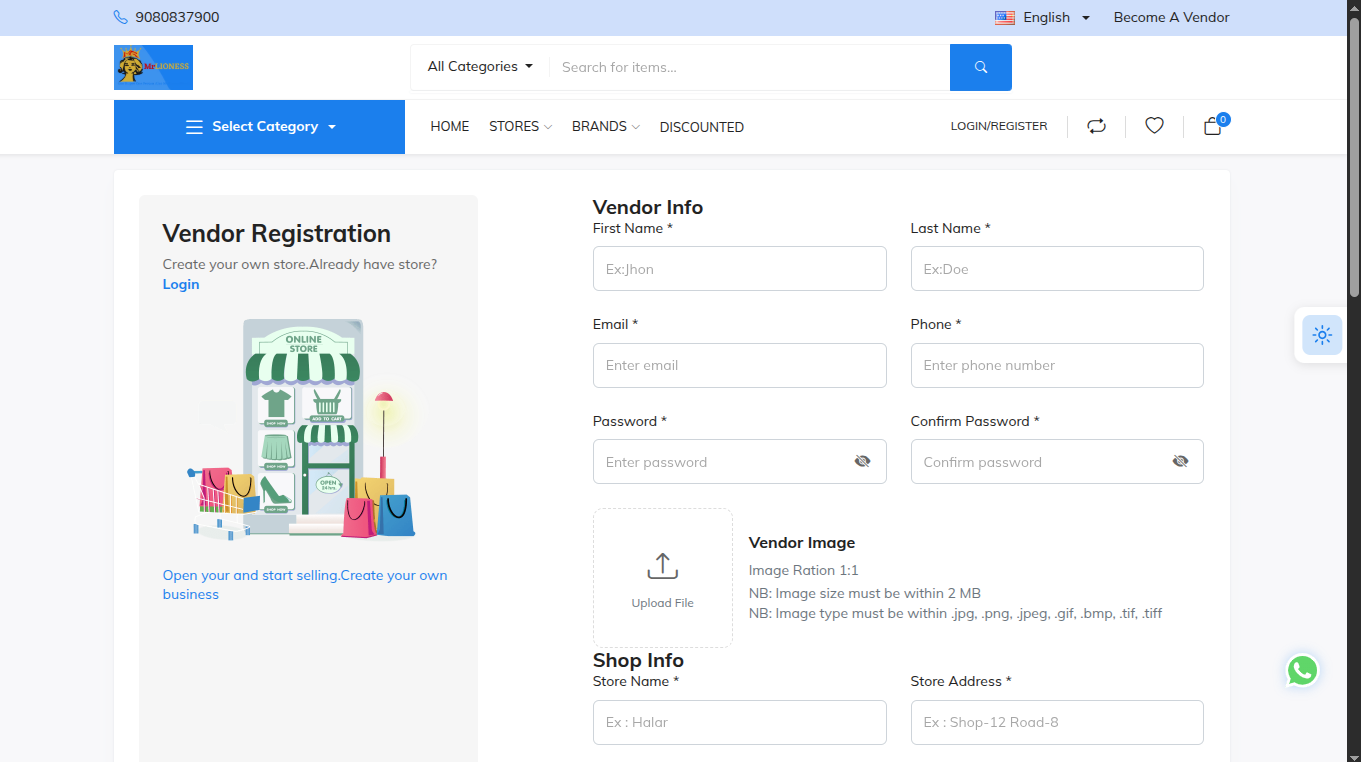 9080837900
English
Become A Vendor
MrLIONESS
All Categories
Search for items...
Select Category
HOME
STORES
BRANDS
DISCOUNTED
LOGIN/REGISTER
0
Vendor Registration
Create your own store.Already have store?
Login
ONLINE
STORE
SHOP NOW
ADD TO CART
SHOP NOW
OPEN
24 hrs.
SHOP NOW
Open your and start selling.Create your own
business
Vendor Info
First Name *
Last Name *
Ex:Jhon
Ex:Doe
Email *
Phone *
Enter email
Enter phone number
Password *
Confirm Password *
Enter password
Confirm password
Upload File
Vendor Image
Image Ration 1:1
NB: Image size must be within 2 MB
NB: Image type must be within .jpg, .png, .jpeg, .gif, .bmp, .tif, .tiff
Shop Info
Store Name *
Store Address *
Ex : Halar
Ex : Shop-12 Road-8